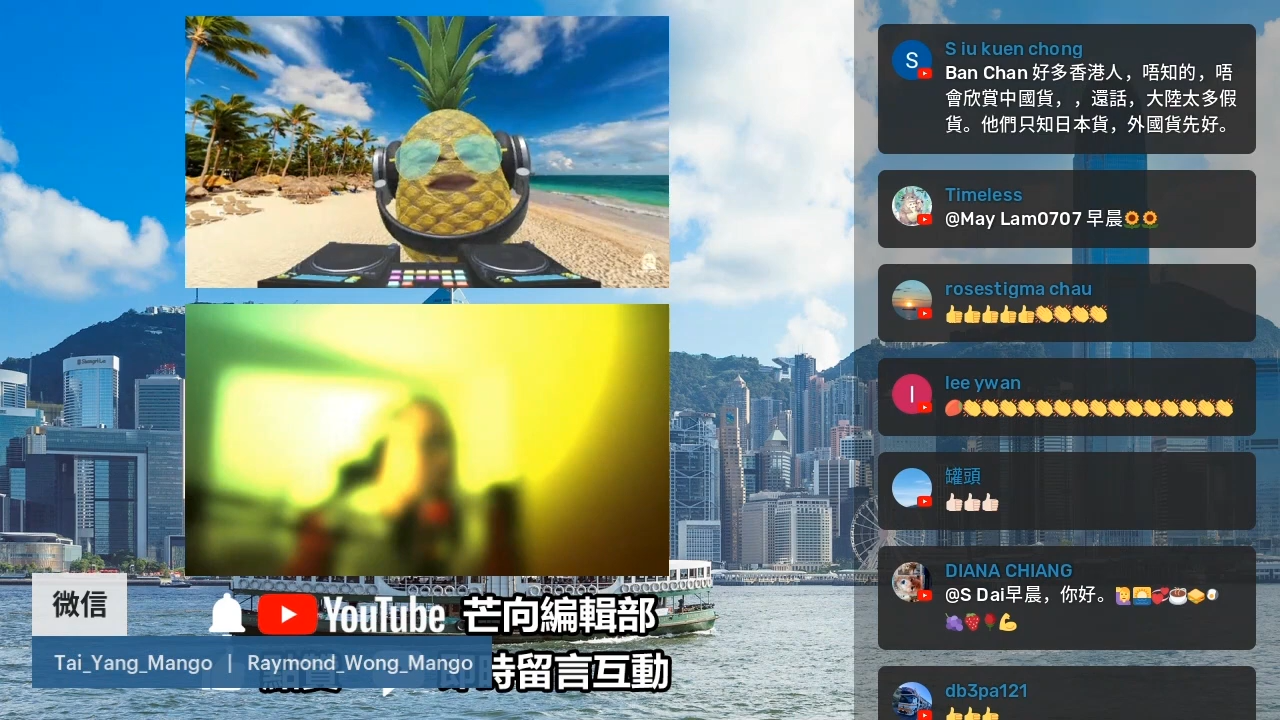 S iu kuen chong
Ban Chan 好多香港人，唔知的，唔
會欣賞中國貨，，還話，大陸太多假
貨。他們只知日本貨，外國貨先好。
Timeless
@May Lam0707 早晨🌻🌻
rosestigma chau
👍👍👍👍👍👏👏👏👏
lee ywan
🥭👏👏👏👏👏👏👏👏👏👏👏👏👏👏👏
罐頭
👍🏻👍🏻👍🏻
DIANA CHIANG
@S Dai早晨，你好。
db3pa121
👍👍👍
微信
YouTube 芒向編輯部
Tai_Yang_Mango | Raymond_Wong_Mango
時留言互動